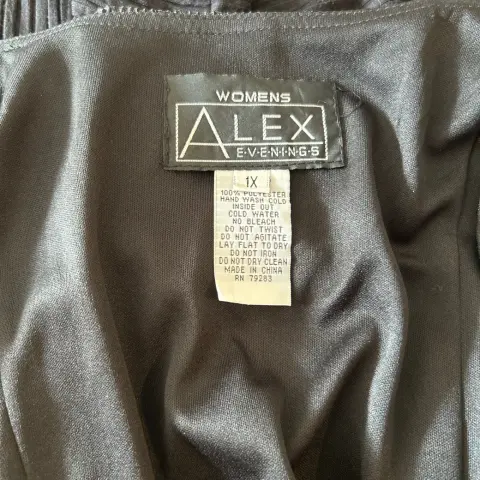 WOMENS
ALEX
E·V·E·N·I·N·G·S
1X
100% POLYESTER
HAND WASH COLD
INSIDE OUT
COLD WATER
NO BLEACH
DO NOT TWIST
DO NOT AGITATE
LAY FLAT TO DRY
DO NOT IRON
DO NOT DRY CLEAN
MADE IN CHINA
RN 79283